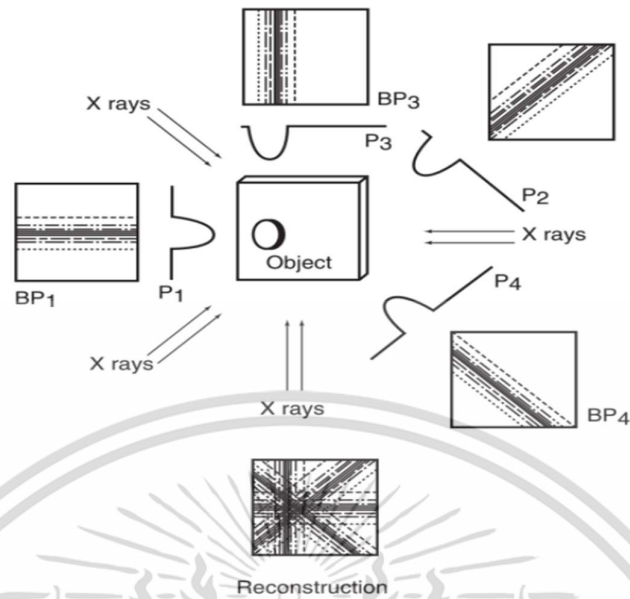 BP3
X rays
P3
P2
X rays
Object
BP1
P1
P4
X rays
X rays
BP4
Reconstruction